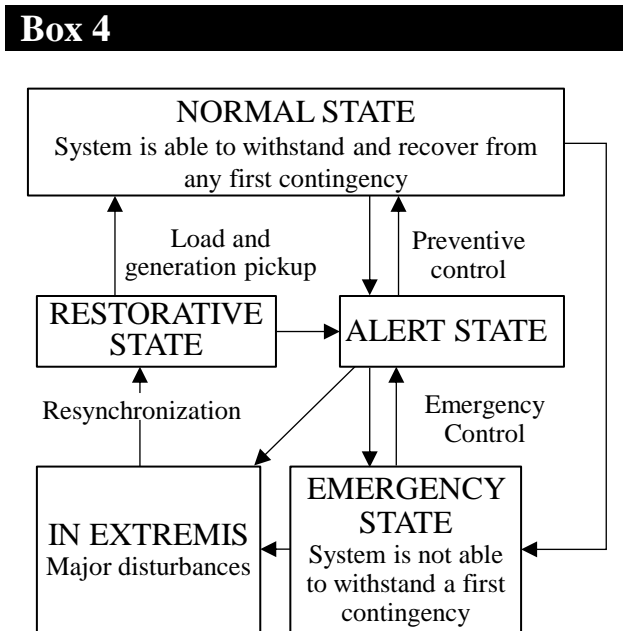 Box 4
NORMAL STATE
System is able to withstand and recover from
any first contingency
Load and
generation pickup
Preventive
control
RESTORATIVE
STATE
ALERT STATE
Resynchronization
Emergency
Control
IN EXTREMIS
Major disturbances
EMERGENCY
STATE
System is not able
to withstand a first
contingency